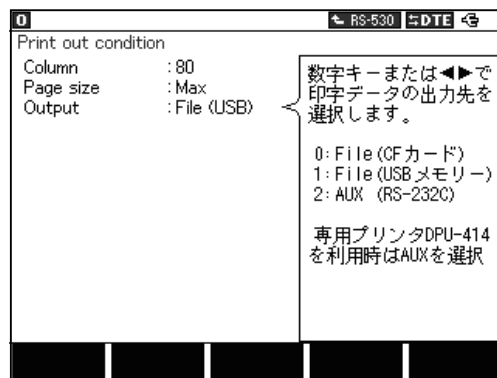 0 RS-530 DTE
Print out condition
Column :80
Page size :Max
Output :File (USB)
数字キーまたは◀▶で
印字データの出力先を
選択します。
0:File(CFカード)
1:File(USBメモリー)
2:AUX (RS-232C)
専用プリンタDPU-414
を利用時はAUXを選択